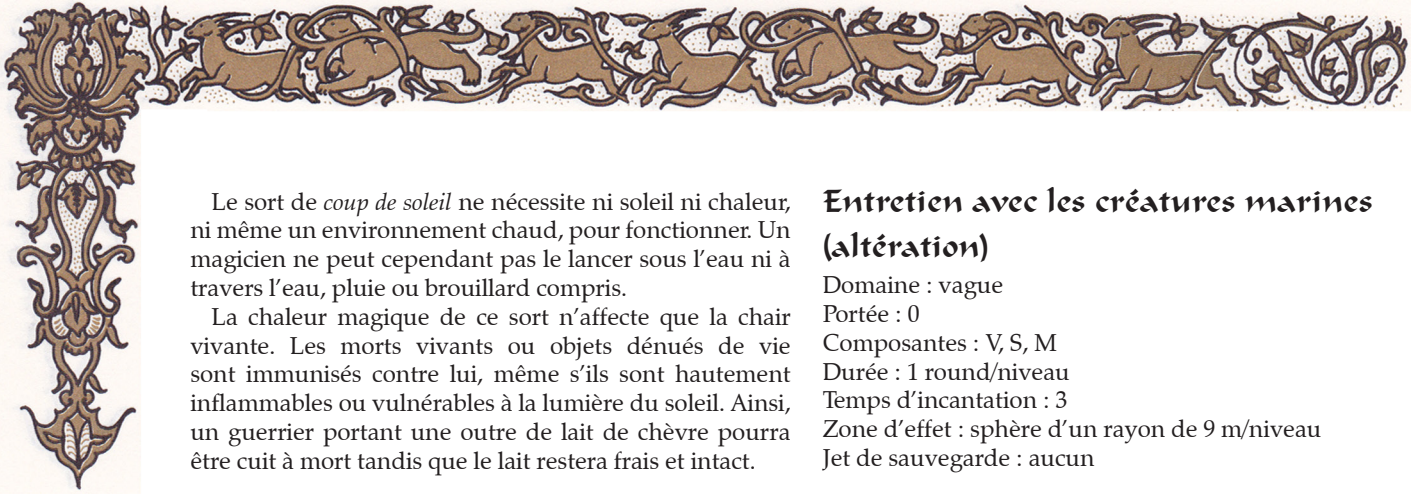 Le sort de coup de soleil ne nécessite ni soleil ni chaleur,
ni même un environnement chaud, pour fonctionner. Un
magicien ne peut cependant pas le lancer sous l’eau ni à
travers l’eau, pluie ou brouillard compris.
La chaleur magique de ce sort n’affecte que la chair
vivante. Les morts vivants ou objets dénués de vie
sont immunisés contre lui, même s’ils sont hautement
inflammables ou vulnérables à la lumière du soleil. Ainsi,
un guerrier portant une outre de lait de chèvre pourra
être cuit à mort tandis que le lait restera frais et intact.
Entretien avec les créatures marines
(altération)
Domaine : vague
Portée : 0
Composantes : V, S, M
Durée : 1 round/niveau
Temps d’incantation : 3
Zone d’effet : sphère d’un rayon de 9 m/niveau
Jet de sauvegarde : aucun